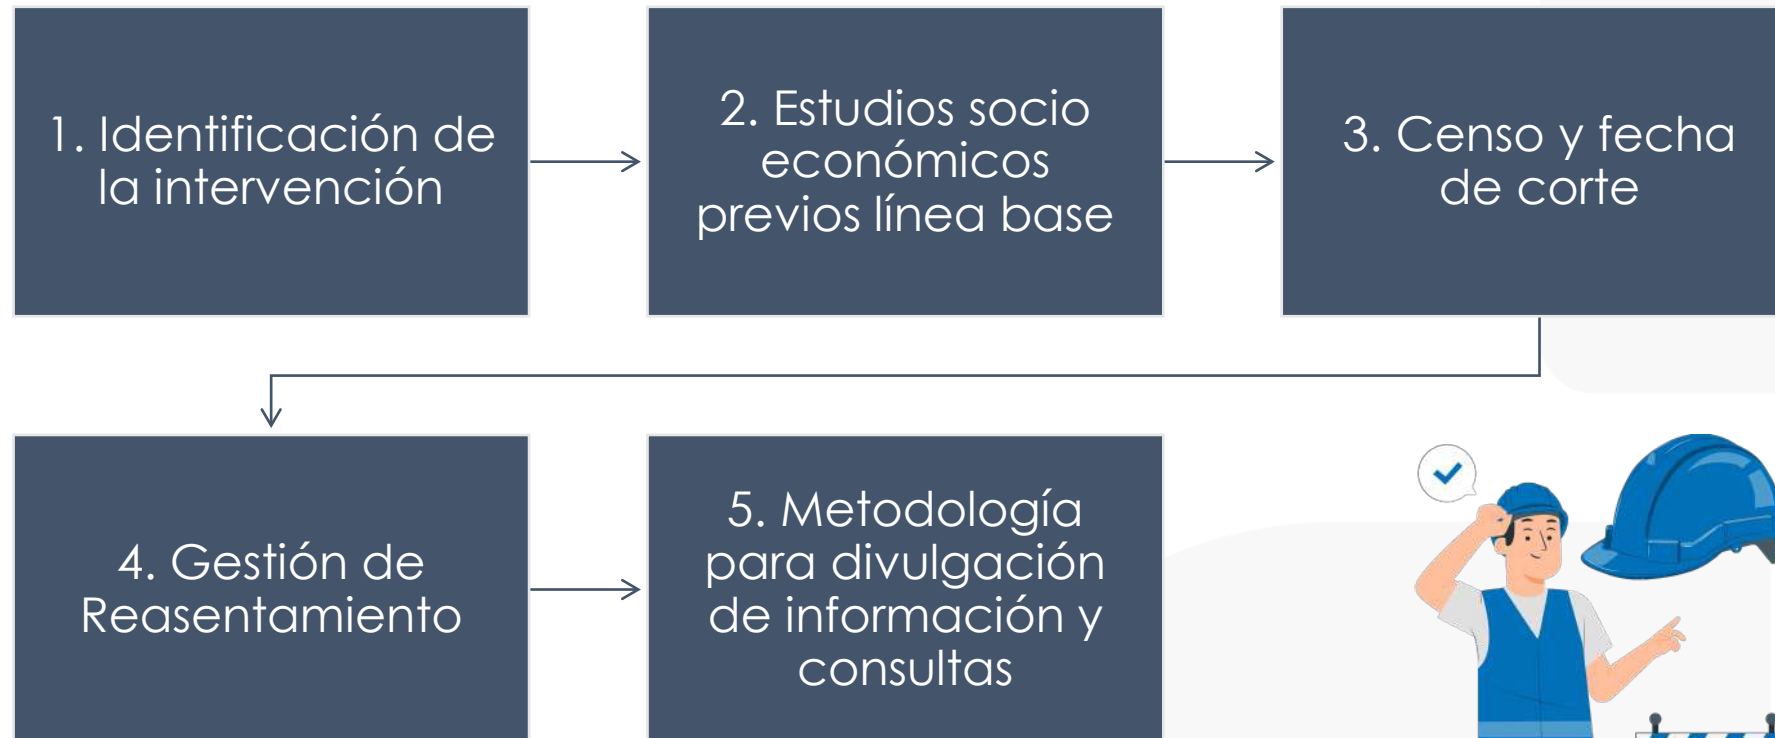 1. Identificación de
la intervención
2. Estudios socio
económicos
previos línea base
3. Censo y fecha
de corte
4. Gestión de
Reasentamiento
5. Metodología
para divulgación
de información y
consultas